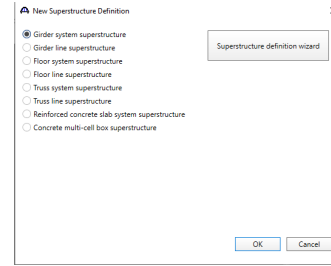 New Superstructure Definition
Girder system superstructure
Superstructure definition wizard
Girder line superstructure
Floor system superstructure
Floor line superstructure
Truss system superstructure
Truss line superstructure
Reinforced concrete slab system superstructure
Concrete multi-cell box superstructure
OK
Cancel